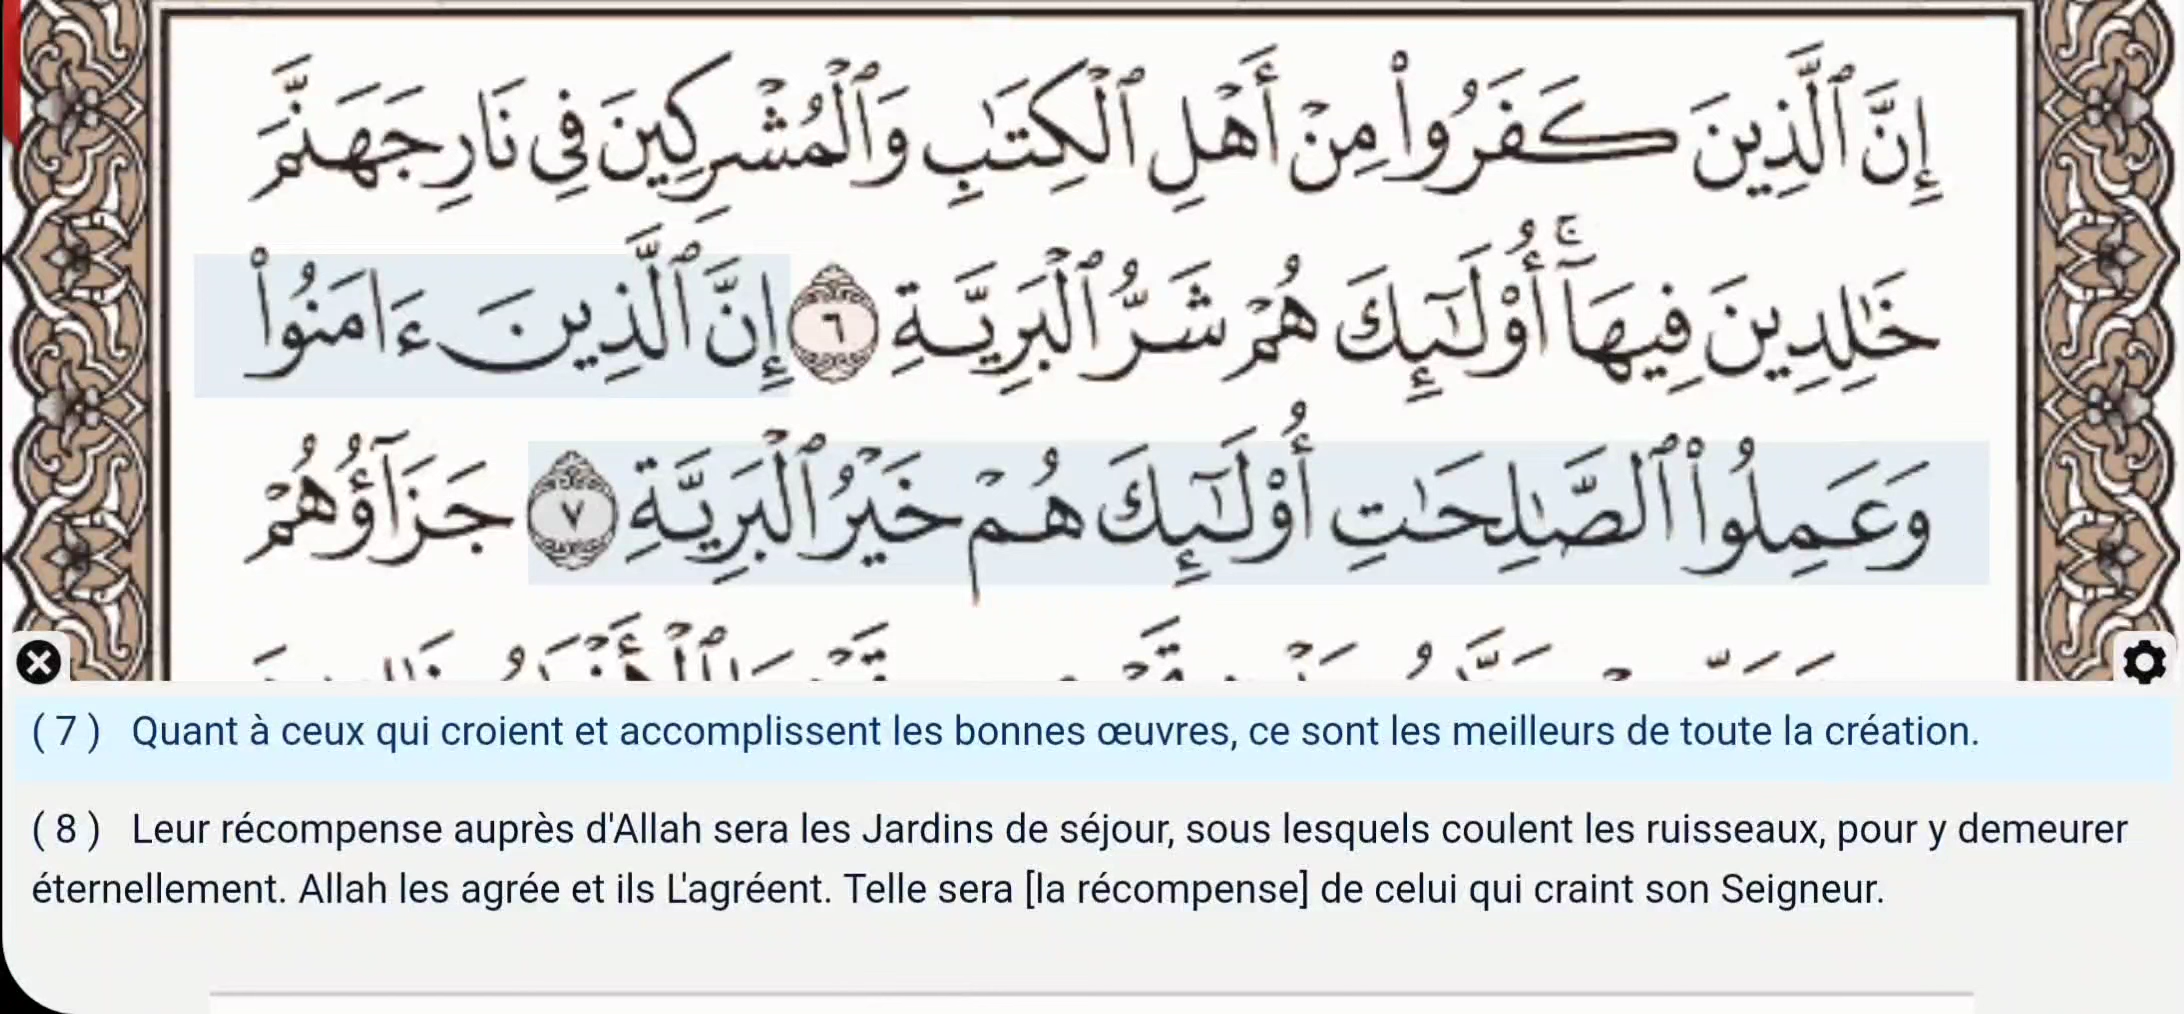 إِنَّ ٱلَّذِينَ كَفَرُوا۟ مِنْ أَهْلِ ٱلْكِتَـٰبِ وَٱلْمُشْرِكِينَ فِى نَارِ جَهَنَّمَ
خَـٰلِدِينَ فِيهَآ ۚ أُو۟لَـٰٓئِكَ هُمْ شَرُّ ٱلْبَرِيَّةِ ٦ إِنَّ ٱلَّذِينَ ءَامَنُوا۟
وَعَمِلُوا۟ ٱلصَّـٰلِحَـٰتِ أُو۟لَـٰٓئِكَ هُمْ خَيْرُ ٱلْبَرِيَّةِ ٧ جَزَآؤُهُمْ
( 7 ) Quant à ceux qui croient et accomplissent les bonnes œuvres, ce sont les meilleurs de toute la création.
( 8 ) Leur récompense auprès d'Allah sera les Jardins de séjour, sous lesquels coulent les ruisseaux, pour y demeurer
éternellement. Allah les agrée et ils L'agréent. Telle sera [la récompense] de celui qui craint son Seigneur.